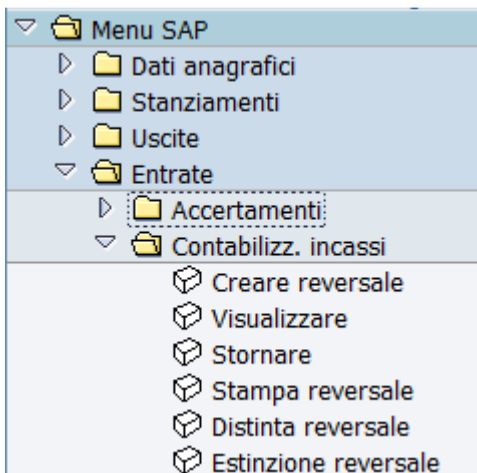 Menu SAP
Dati anagrafici
Stanziamenti
Uscite
Entrate
Accertamenti
Contabilizz. incassi
Creare reversale
Visualizzare
Stornare
Stampa reversale
Distinta reversale
Estinzione reversale